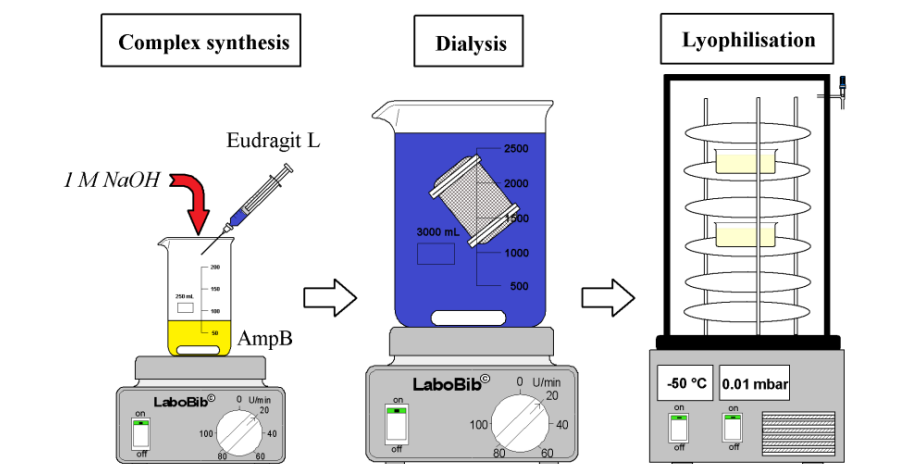 Complex synthesis
Dialysis
Lyophilisation
Eudragit L
1 M NaOH
250 mL
200
150
100
50
AmpB
LaboBib©
on
off
0 U/min
20
40
60
80
100
2500
2000
1500
3000 mL
1000
500
LaboBib©
on
off
0 U/min
20
40
60
80
100
-50 °C
0.01 mbar
on
off
on
off